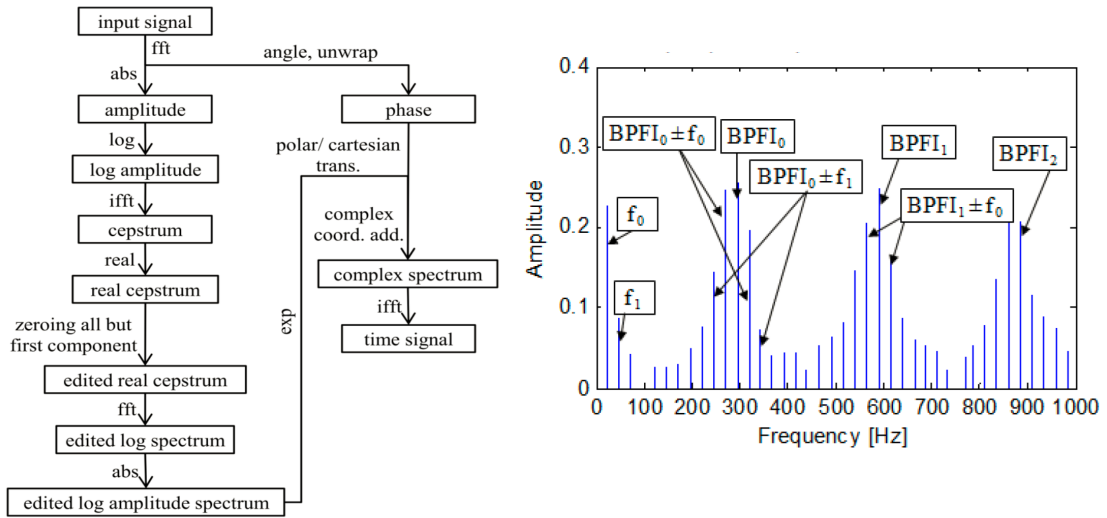 input signal
fft
angle, unwrap
abs
amplitude
phase
log
polar/ cartesian
trans.
log amplitude
ifft
complex
coord. add.
cepstrum
real
complex spectrum
real cepstrum
ifft
exp
zeroing all but
first component
time signal
edited real cepstrum
fft
edited log spectrum
abs
edited log amplitude spectrum
0.4
0.3
0.2
0.1
0
Amplitude
BPFI₀±f₀
BPFI₀
BPFI₀±f₁
BPFI₁
BPFI₁±f₀
BPFI₂
f₀
f₁
0 100 200 300 400 500 600 700 800 900 1000
Frequency [Hz]